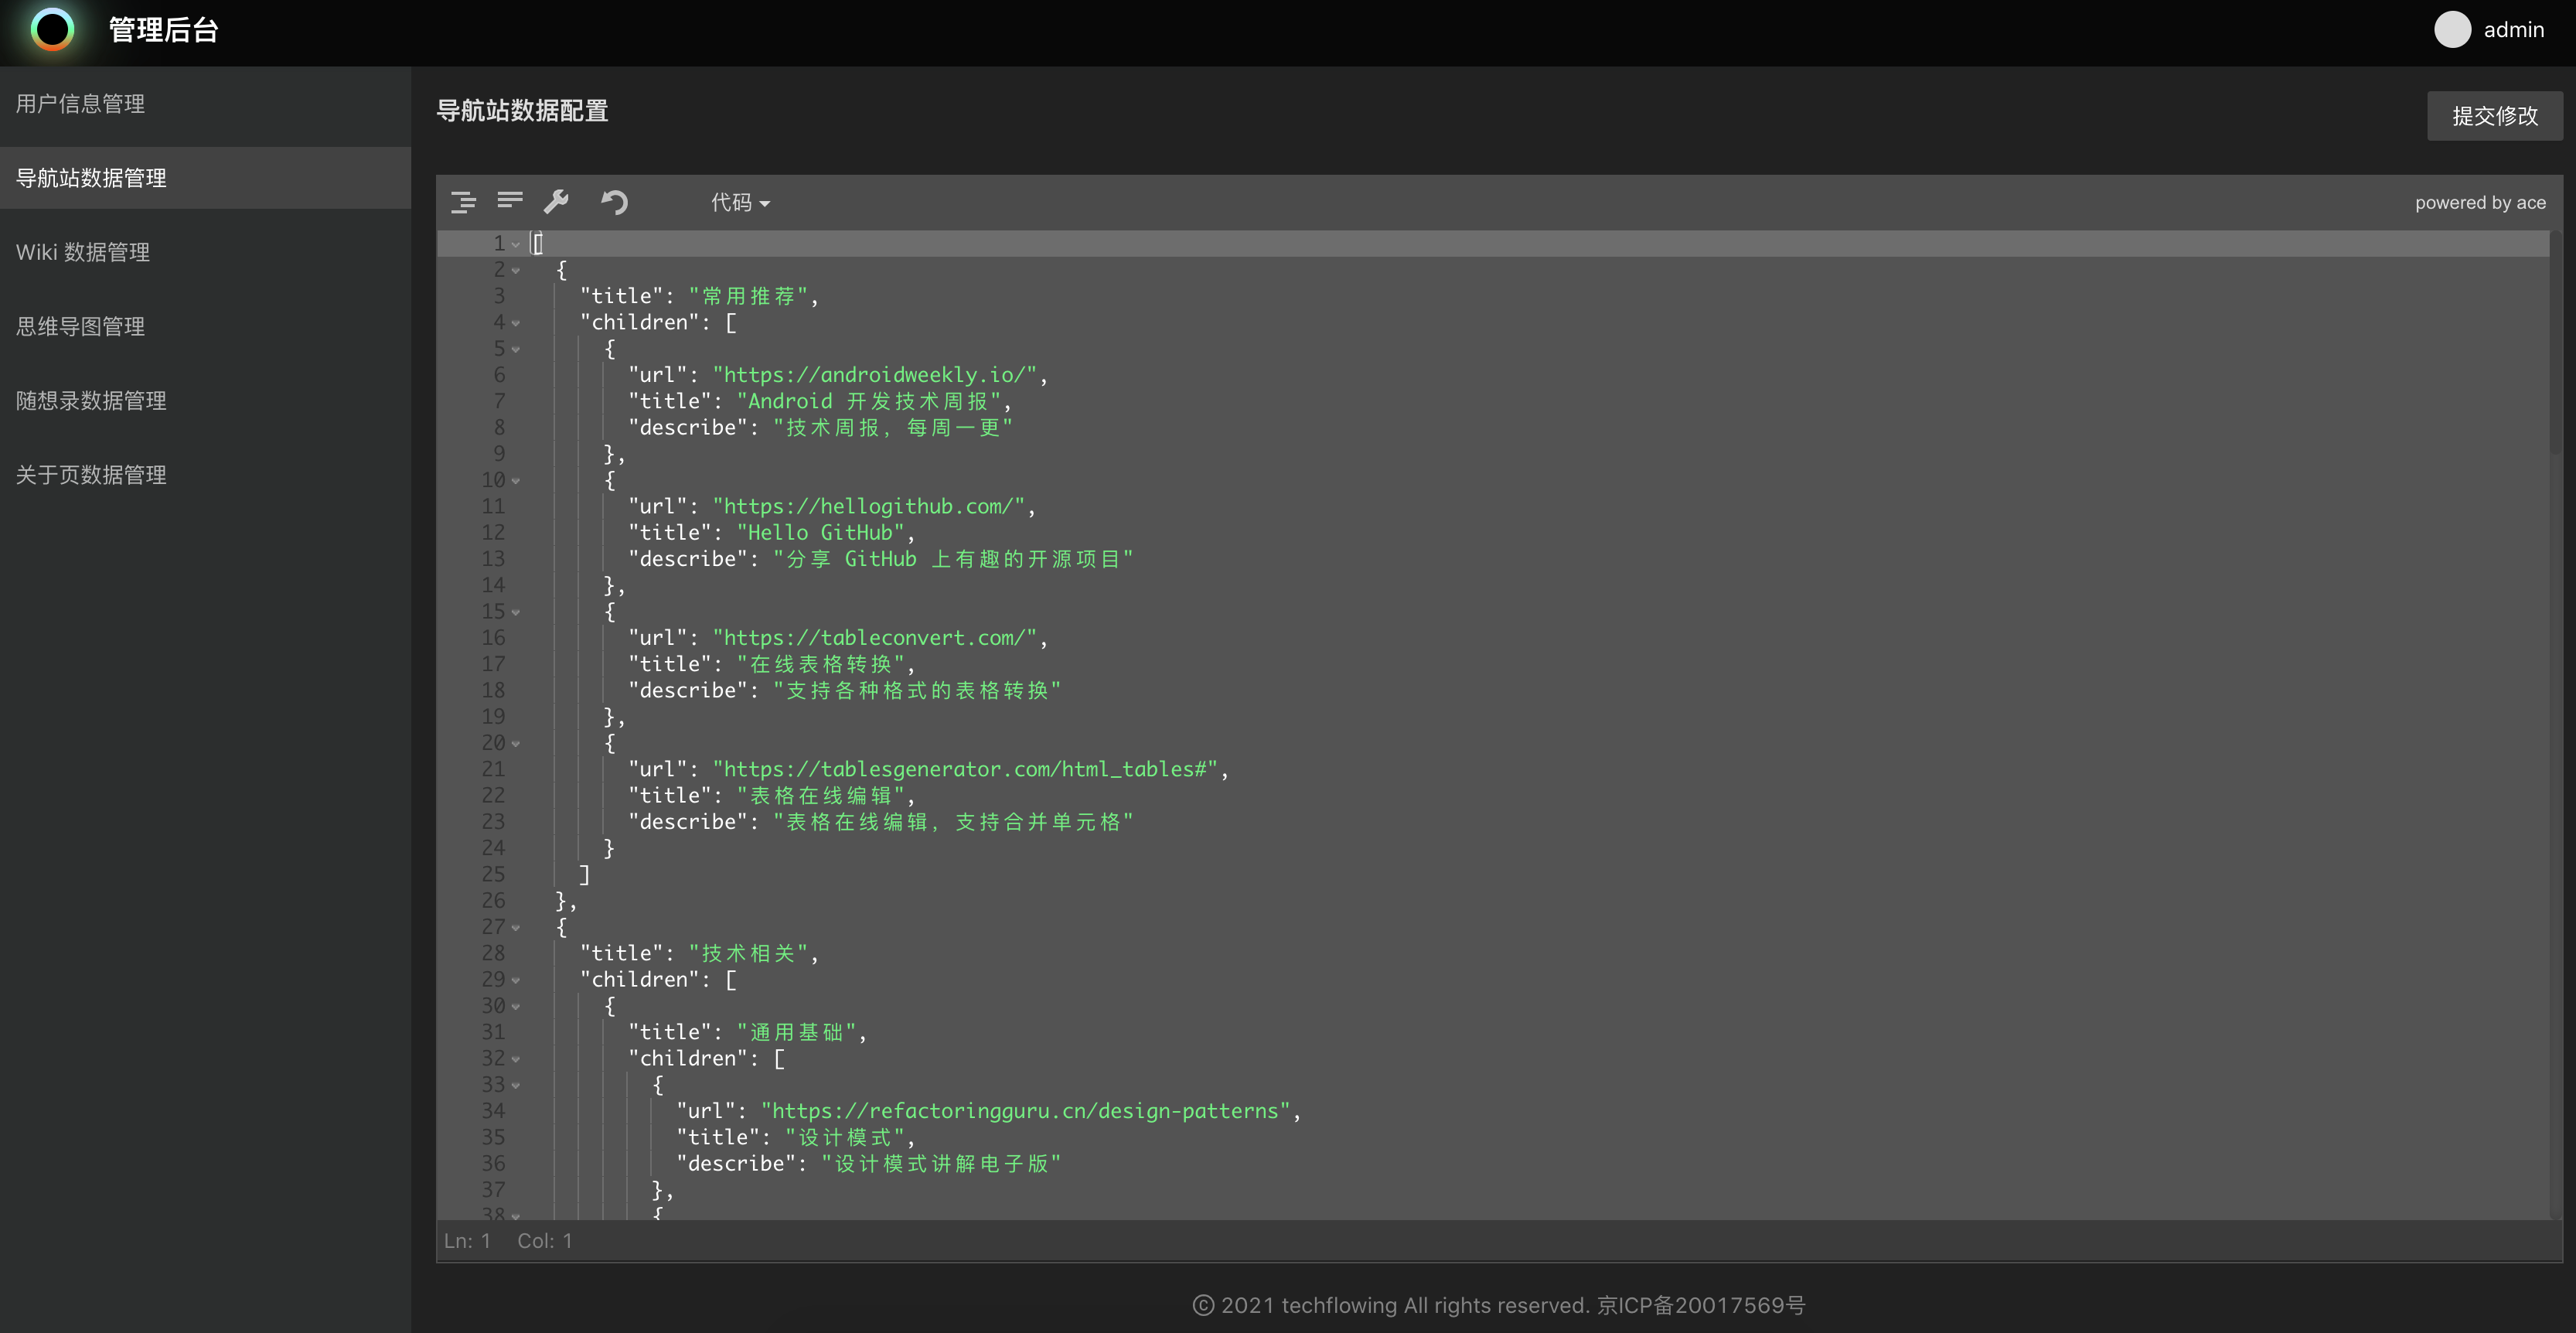 管理后台
admin
用户信息管理
导航站数据管理
Wiki 数据管理
思维导图管理
随想录数据管理
关于页数据管理
导航站数据配置
提交修改
代码
powered by ace
1 [
2 {
3 "title": "常用推荐",
4 "children": [
5 {
6 "url": "https://androidweekly.io/",
7 "title": "Android 开发技术周报",
8 "describe": "技术周报，每周一更"
9 },
10 {
11 "url": "https://hellogithub.com/",
12 "title": "Hello GitHub",
13 "describe": "分享 GitHub 上有趣的开源项目"
14 },
15 {
16 "url": "https://tableconvert.com/",
17 "title": "在线表格转换",
18 "describe": "支持各种格式的表格转换"
19 },
20 {
21 "url": "https://tablesgenerator.com/html_tables#",
22 "title": "表格在线编辑",
23 "describe": "表格在线编辑，支持合并单元格"
24 }
25 ]
26 },
27 {
28 "title": "技术相关",
29 "children": [
30 {
31 "title": "通用基础",
32 "children": [
33 {
34 "url": "https://refactoringguru.cn/design-patterns",
35 "title": "设计模式",
36 "describe": "设计模式讲解电子版"
37 },
38 {
Ln: 1 Col: 1
© 2021 techflowing All rights reserved. 京ICP备20017569号